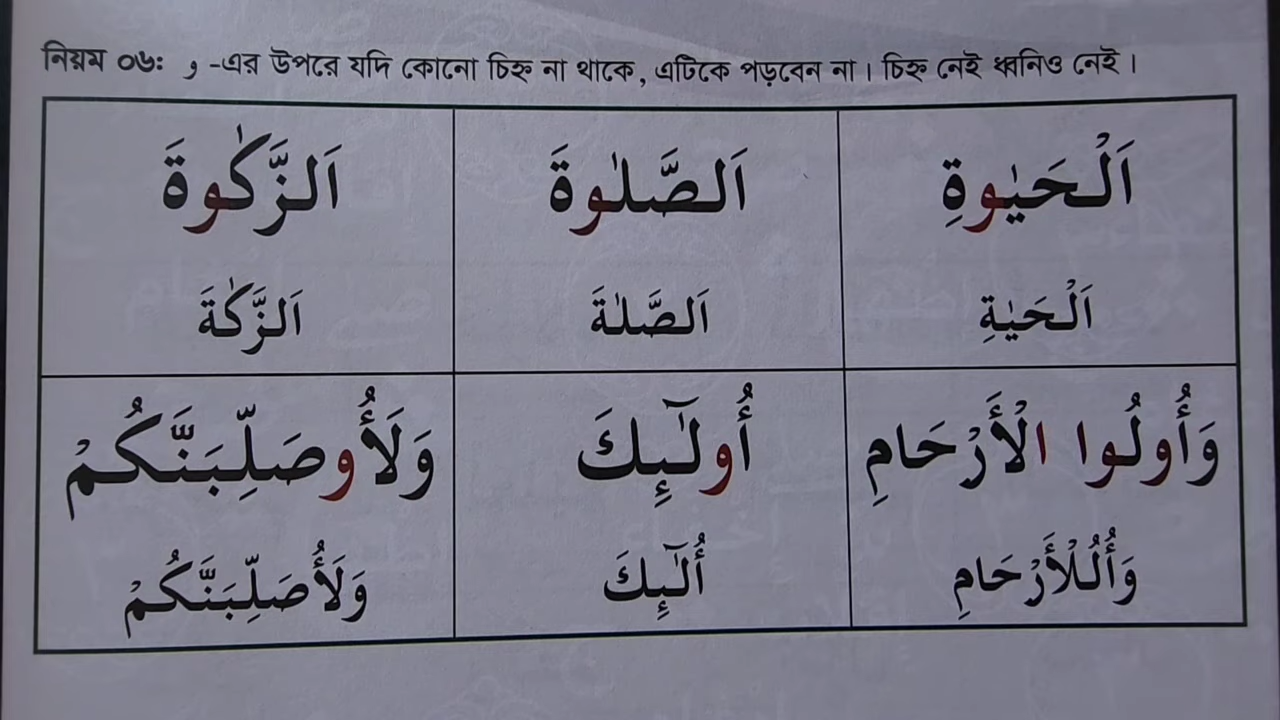 নিয়ম ০৬: و -এর উপরে যদি কোনো চিহ্ন না থাকে, এটিকে পড়বেন না। চিহ্ন নেই ধ্বনিও নেই।
اَلْحَيٰوةِ اَلصَّلٰوةَ اَلزَّكٰوةَ
اَلْحَيٰةِ اَلصَّلٰةَ اَلزَّكٰةَ
وَأُولُوا الْأَرْحَامِ أُولٰٓئِكَ وَلَأُوصَلِّبَنَّكُمْ
وَأُلُلْأَرْحَامِ أُلٰٓئِكَ وَلَأُصَلِّبَنَّكُمْ